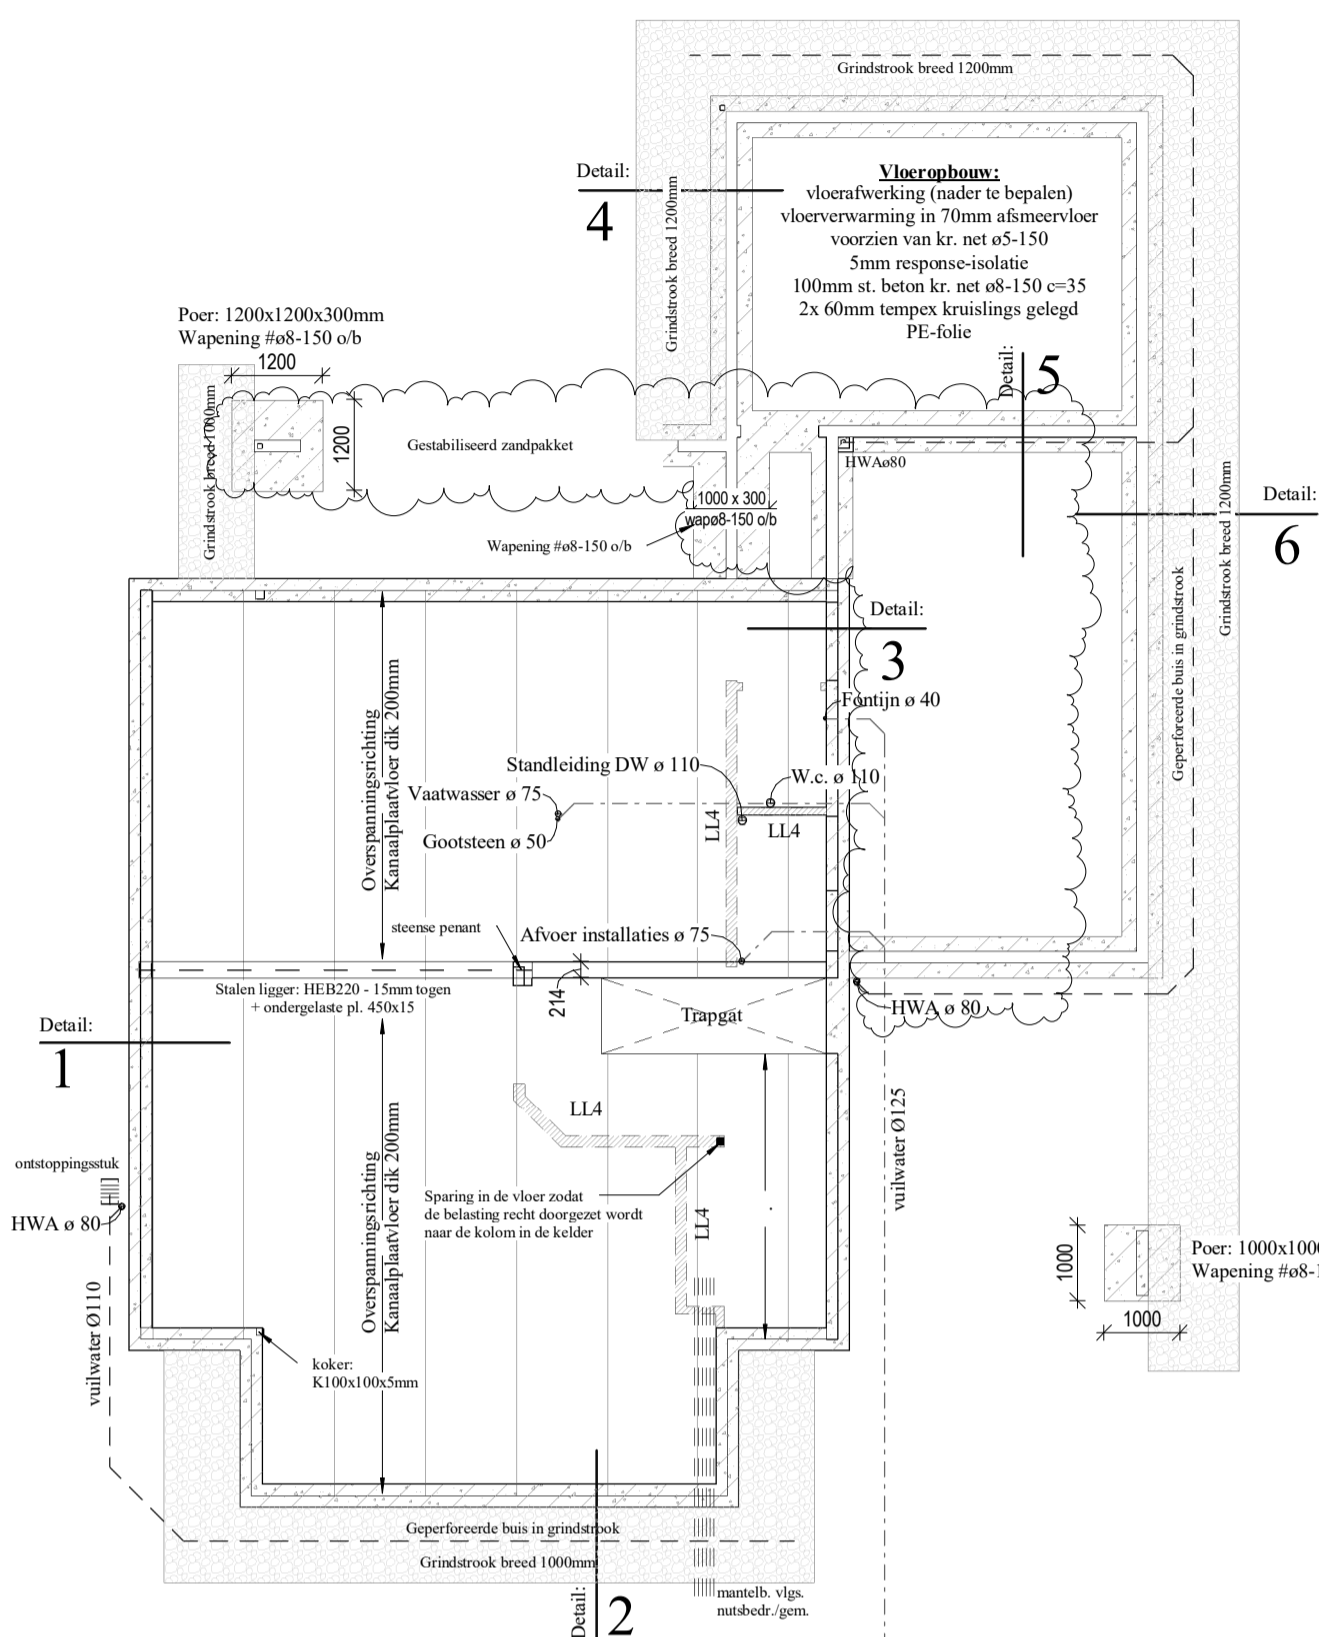 Grindstrook breed 1200mm
Detail:
4
Grindstrook breed 1200mm
Vloeropbouw:
vloerafwerking (nader te bepalen)
vloerverwarming in 70mm afsmeervloer
voorzien van kr. net ø5-150
5mm response-isolatie
100mm st. beton kr. net ø8-150 c=35
2x 60mm tempex kruislings gelegd
PE-folie
Poer: 1200x1200x300mm
Wapening #ø8-150 o/b
1200
1200
Grindstrook breed 1000mm
Gestabiliseerd zandpakket
Detail:
5
HWAø80
1000 x 300
wapø8-150 o/b
Wapening #ø8-150 o/b
Detail:
6
Grindstrook breed 1200mm
Geperforeerde buis in grindstrook
Detail:
3
Fontijn ø 40
Overspanningsrichting
Kanaalplaatvloer dik 200mm
Standleiding DW ø 110
W.c. ø 110
Vaatwasser ø 75
Gootsteen ø 50
LL4
LL4
steense penant
Afvoer installaties ø 75
Stalen ligger: HEB220 - 15mm togen
+ ondergelaste pl. 450x15
214
Trapgat
HWA ø 80
Detail:
1
LL4
vuilwater Ø125
ontstoppingsstuk
HWA ø 80
Overspanningsrichting
Kanaalplaatvloer dik 200mm
Sparing in de vloer zodat
de belasting recht doorgezet wordt
naar de kolom in de kelder
LL4
1000
Poer: 1000x100
Wapening #ø8-1
1000
vuilwater Ø110
koker:
K100x100x5mm
Geperforeerde buis in grindstrook
Grindstrook breed 1000mm
Detail:
2
mantelb. vlgs.
nutsbedr./gem.